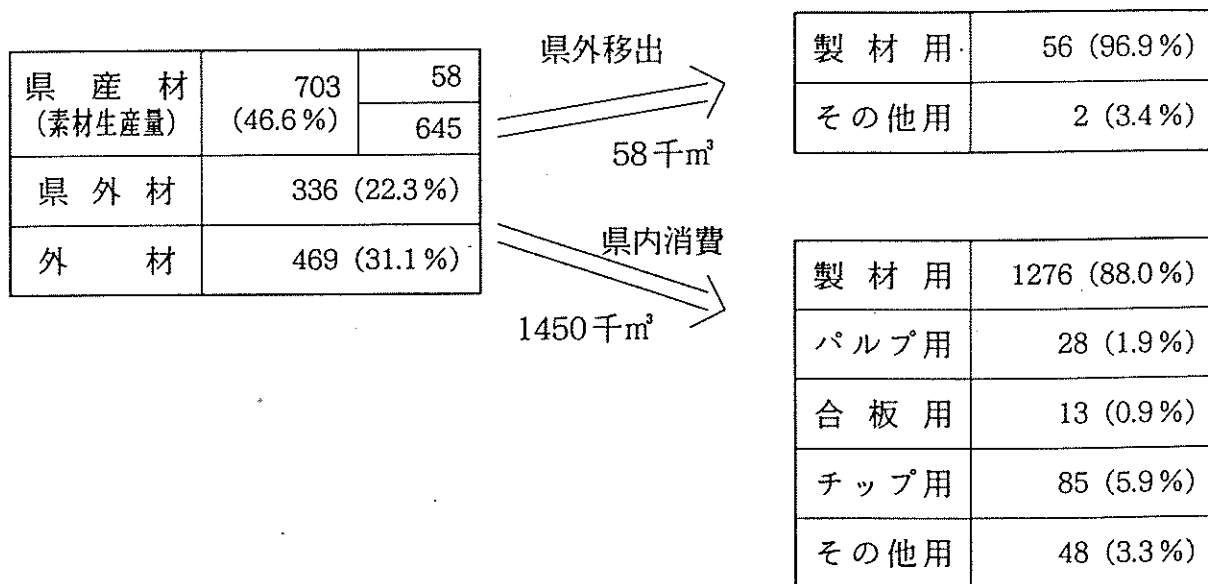 県産材 703 58
(素材生産量) (46.6%) 645
県外材 336 (22.3%)
外材 469 (31.1%)
県外移出
58千m³
県内消費
1450千m³
製材用 56 (96.9%)
その他用 2 (3.4%)
製材用 1276 (88.0%)
パルプ用 28 (1.9%)
合板用 13 (0.9%)
チップ用 85 (5.9%)
その他用 48 (3.3%)